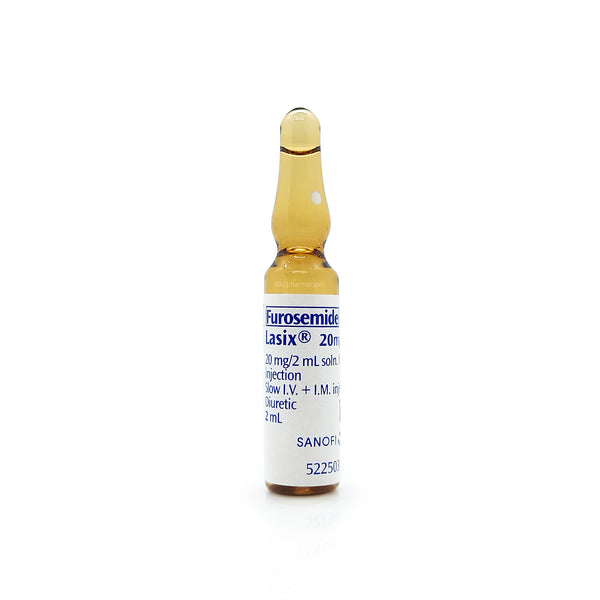 Furosemide
Lasix® 20m
20 mg/2 mL soln.
injection
Slow I.V. + I.M. inj
Diuretic
2 mL
SANOFI
522503